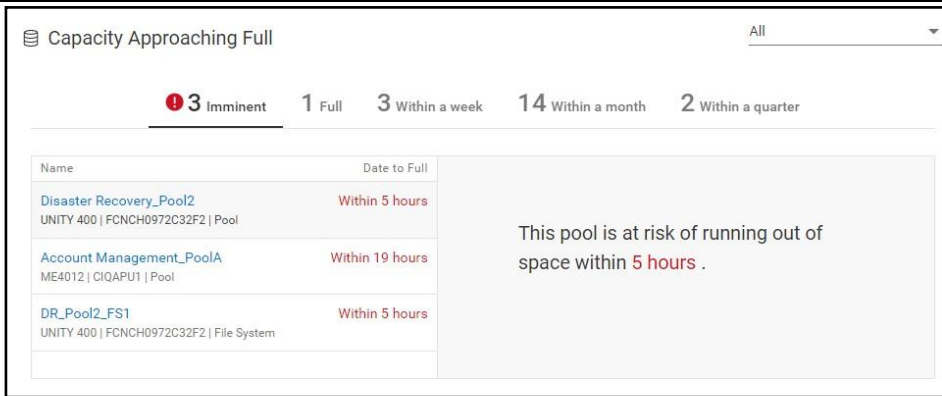 Capacity Approaching Full
All
3 Imminent
1 Full
3 Within a week
14 Within a month
2 Within a quarter
Name
Date to Full
Disaster Recovery_Pool2
Within 5 hours
UNITY 400 | FCNCH0972C32F2 | Pool
Account Management_PoolA
Within 19 hours
ME4012 | CIQAPU1 | Pool
DR_Pool2_FS1
Within 5 hours
UNITY 400 | FCNCH0972C32F2 | File System
This pool is at risk of running out of
space within 5 hours .